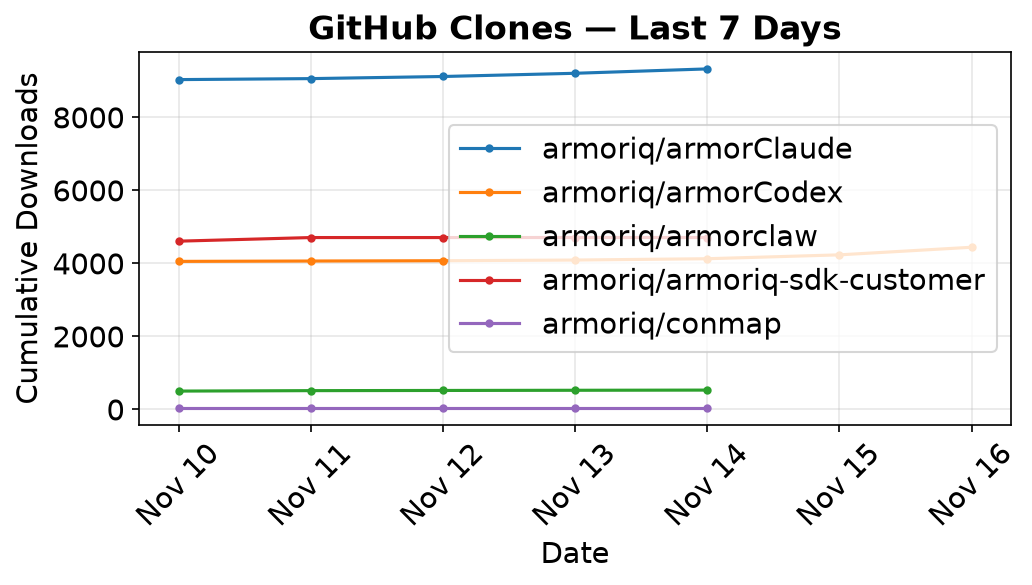 GitHub Clones — Last 7 Days
Cumulative Downloads
8000
6000
4000
2000
0
armoriq/armorClaude
armoriq/armorCodex
armoriq/armorclaw
armoriq/armoriq-sdk-customer
armoriq/conmap
Nov 10
Nov 11
Nov 12
Nov 13
Nov 14
Nov 15
Nov 16
Date